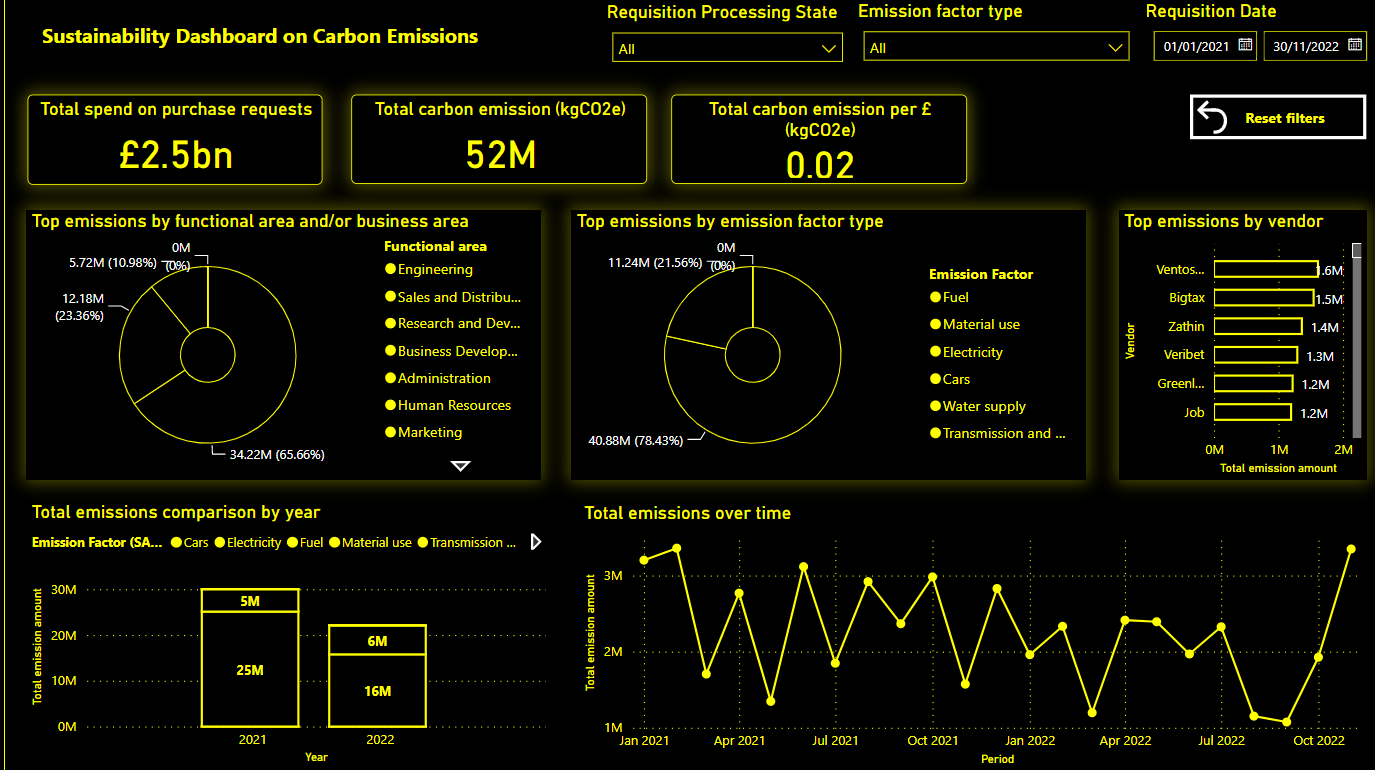 Sustainability Dashboard on Carbon Emissions
Requisition Processing State
All
Emission factor type
All
Requisition Date
01/01/2021
30/11/2022
Reset filters
Total spend on purchase requests
£2.5bn
Total carbon emission (kgCO2e)
52M
Total carbon emission per £
(kgCO2e)
0.02
Top emissions by functional area and/or business area
0M
(0%)
5.72M (10.98%)
12.18M
(23.36%)
34.22M (65.66%)
Functional area
Engineering
Sales and Distribu...
Research and Dev...
Business Develop...
Administration
Human Resources
Marketing
Top emissions by emission factor type
0M
(0%)
11.24M (21.56%)
40.88M (78.43%)
Emission Factor
Fuel
Material use
Electricity
Cars
Water supply
Transmission and ...
Top emissions by vendor
Vendor
Ventos... 1.6M
Bigtax 1.5M
Zathin 1.4M
Veribet 1.3M
Greenl... 1.2M
Job 1.2M
0M 1M 2M
Total emission amount
Total emissions comparison by year
Emission Factor (SA... Cars Electricity Fuel Material use Transmission ...
Total emission amount
30M
20M
10M
0M
5M
25M
6M
16M
2021 2022
Year
Total emissions over time
Total emission amount
3M
2M
1M
Jan 2021 Apr 2021 Jul 2021 Oct 2021 Jan 2022 Apr 2022 Jul 2022 Oct 2022
Period